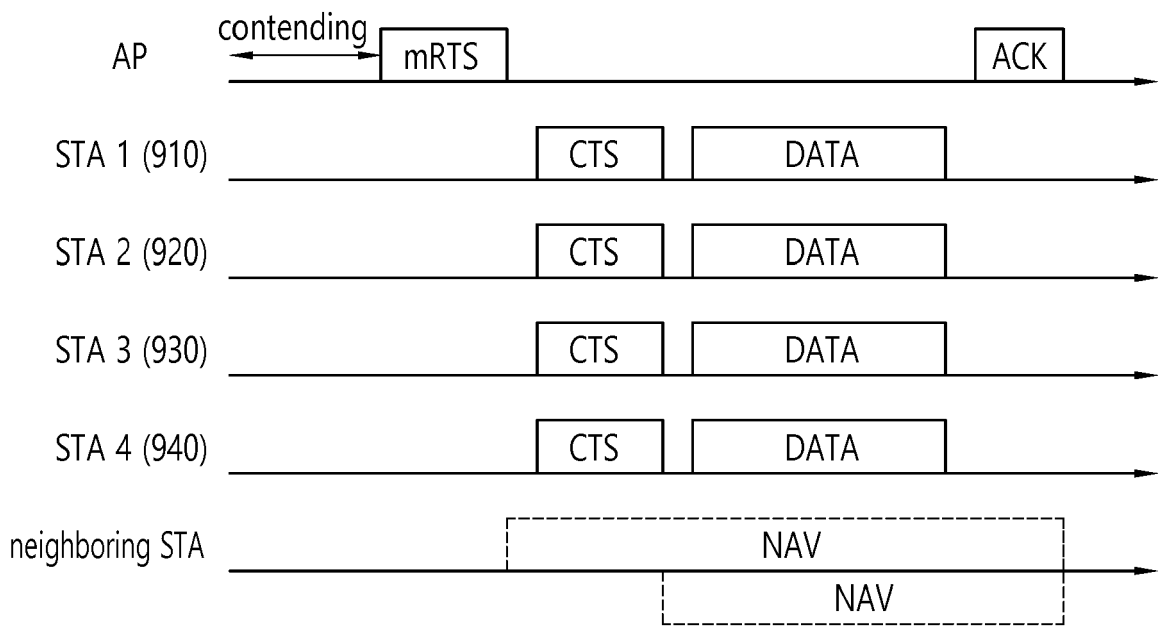 contending
AP mRTS ACK
STA 1 (910) CTS DATA
STA 2 (920) CTS DATA
STA 3 (930) CTS DATA
STA 4 (940) CTS DATA
neighboring STA NAV
NAV